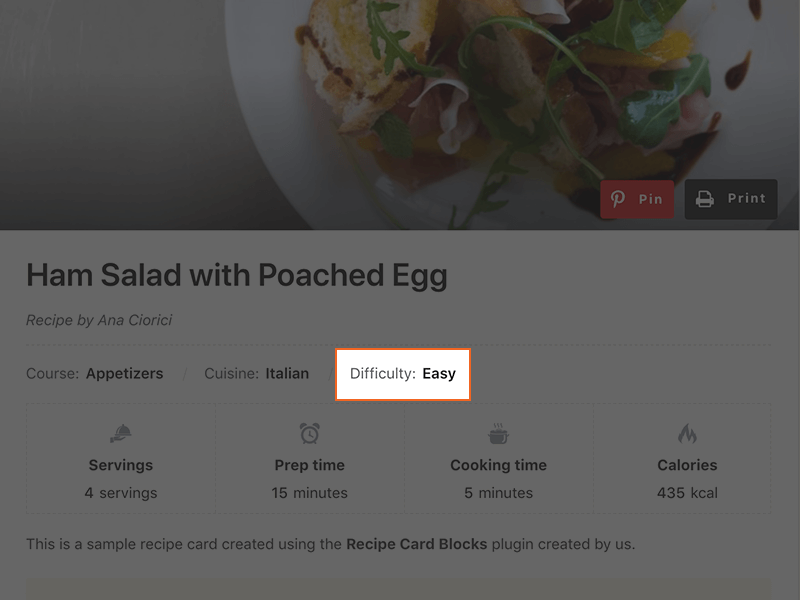 Pin
Print
Ham Salad with Poached Egg
Recipe by Ana Ciorici
Course: Appetizers / Cuisine: Italian / Difficulty: Easy
Servings Prep time Cooking time Calories
4 servings 15 minutes 5 minutes 435 kcal
This is a sample recipe card created using the Recipe Card Blocks plugin created by us.